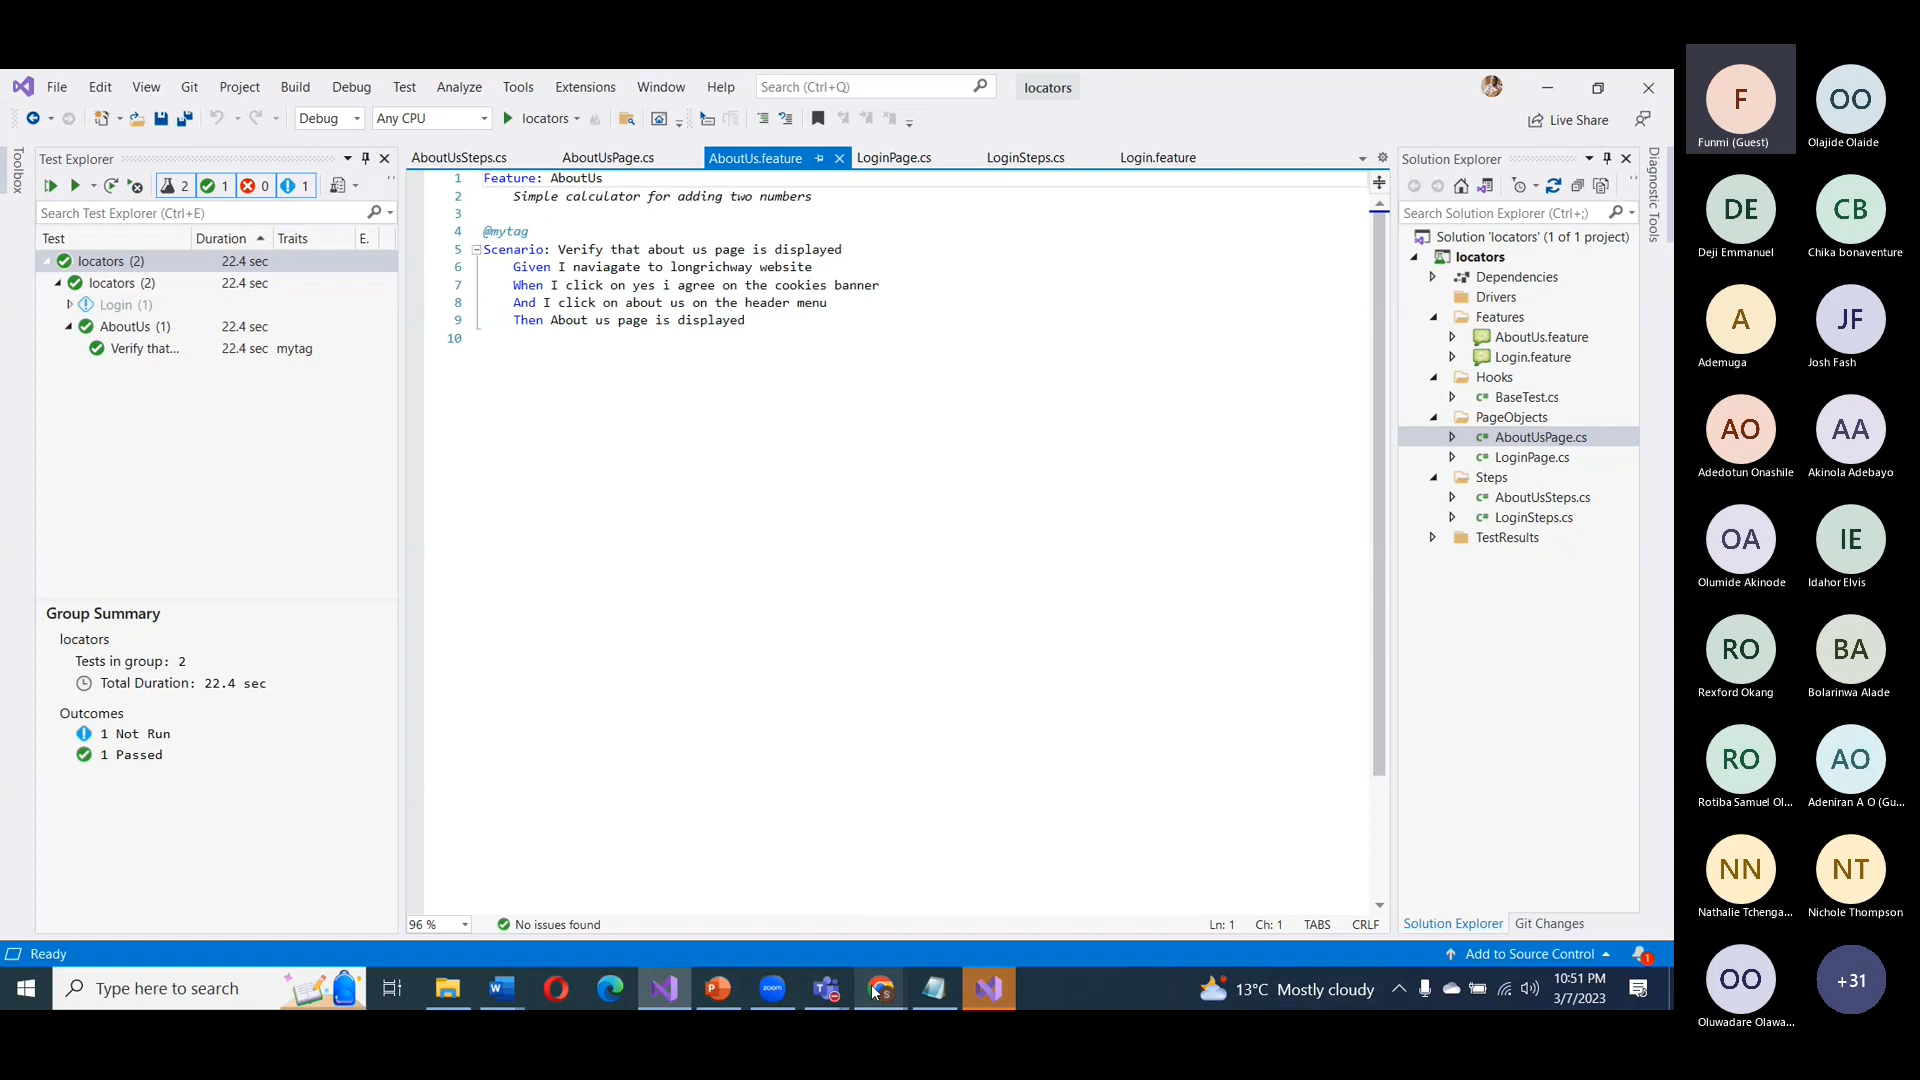 File Edit View Git Project Build Debug Test Analyze Tools Extensions Window Help Search (Ctrl+Q) locators
Debug Any CPU locators Live Share
Toolbox
Test Explorer
2 1 0 1
Search Test Explorer (Ctrl+E)
Test Duration Traits E.
locators (2) 22.4 sec
locators (2) 22.4 sec
Login (1)
AboutUs (1) 22.4 sec
Verify that... 22.4 sec mytag
Group Summary
locators
Tests in group: 2
Total Duration: 22.4 sec
Outcomes
1 Not Run
1 Passed
AboutUsSteps.cs AboutUsPage.cs AboutUs.feature LoginPage.cs LoginSteps.cs Login.feature
1 Feature: AboutUs
2 Simple calculator for adding two numbers
3
4 @mytag
5 Scenario: Verify that about us page is displayed
6 Given I naviagate to longrichway website
7 When I click on yes i agree on the cookies banner
8 And I click on about us on the header menu
9 Then About us page is displayed
10
96 % No issues found Ln: 1 Ch: 1 TABS CRLF
Solution Explorer
Search Solution Explorer (Ctrl+;)
Solution 'locators' (1 of 1 project)
locators
Dependencies
Drivers
Features
AboutUs.feature
Login.feature
Hooks
BaseTest.cs
PageObjects
AboutUsPage.cs
LoginPage.cs
Steps
AboutUsSteps.cs
LoginSteps.cs
TestResults
Solution Explorer Git Changes
Diagnostic Tools
Ready Add to Source Control 1
Type here to search zoom 13°C Mostly cloudy 10:51 PM
3/7/2023
F OO
Funmi (Guest) Olajide Olaide
DE CB
Deji Emmanuel Chika bonaventure
A JF
Ademuga Josh Fash
AO AA
Adedotun Onashile Akinola Adebayo
OA IE
Olumide Akinode Idahor Elvis
RO BA
Rexford Okang Bolarinwa Alade
RO AO
Rotiba Samuel Ol... Adeniran A O (Gu...
NN NT
Nathalie Tchenga... Nichole Thompson
OO +31
Oluwadare Olawa...